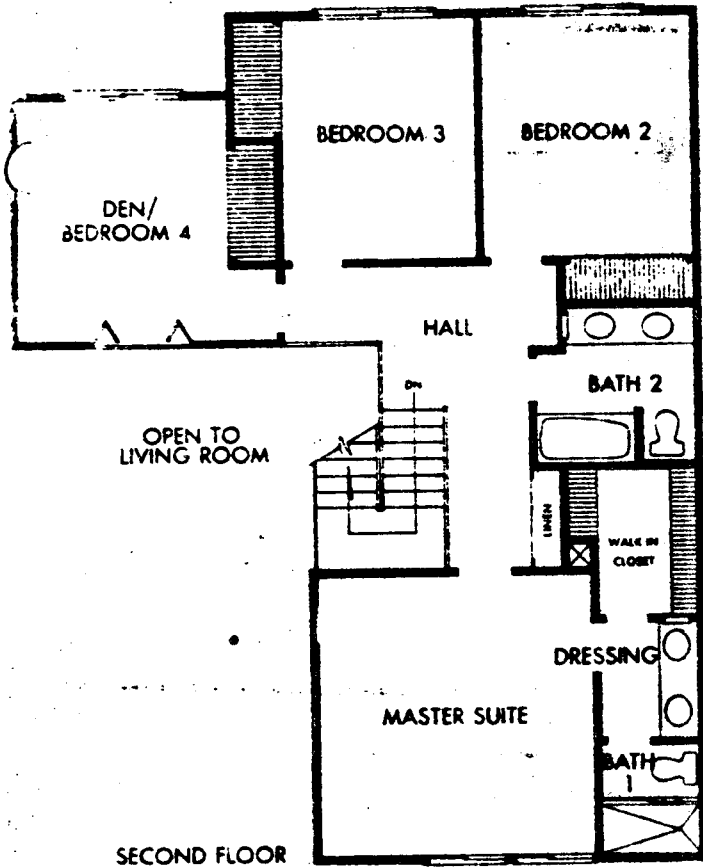 BEDROOM 3
BEDROOM 2
DEN/
BEDROOM 4
HALL
DN
BATH 2
OPEN TO
LIVING ROOM
LINEN
WALK IN
CLOSET
DRESSING
MASTER SUITE
BATH
1
SECOND FLOOR